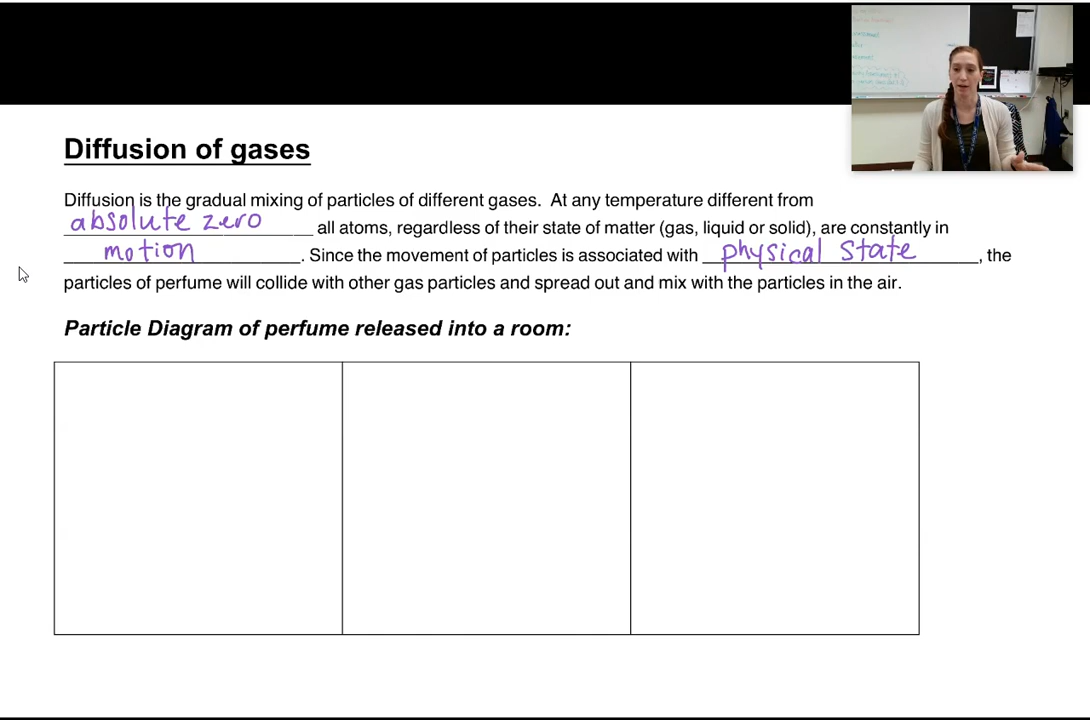 Diffusion of gases
Diffusion is the gradual mixing of particles of different gases. At any temperature different from
absolute zero all atoms, regardless of their state of matter (gas, liquid or solid), are constantly in
motion. Since the movement of particles is associated with physical state, the
particles of perfume will collide with other gas particles and spread out and mix with the particles in the air.
Particle Diagram of perfume released into a room: